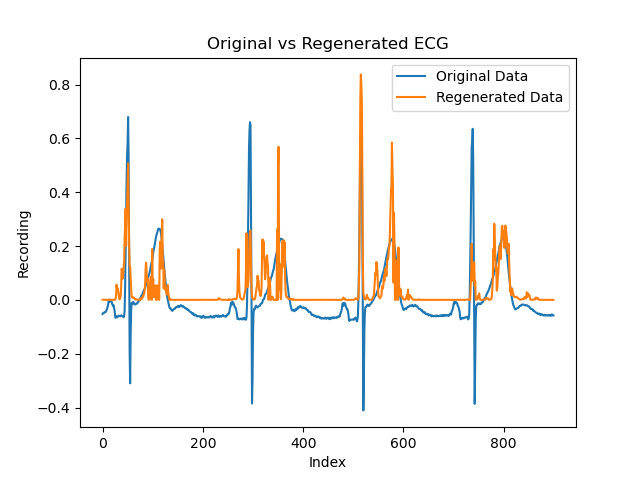 Original vs Regenerated ECG
Original Data
Regenerated Data
Recording
0.8
0.6
0.4
0.2
0.0
−0.2
−0.4
0
200
400
600
800
Index